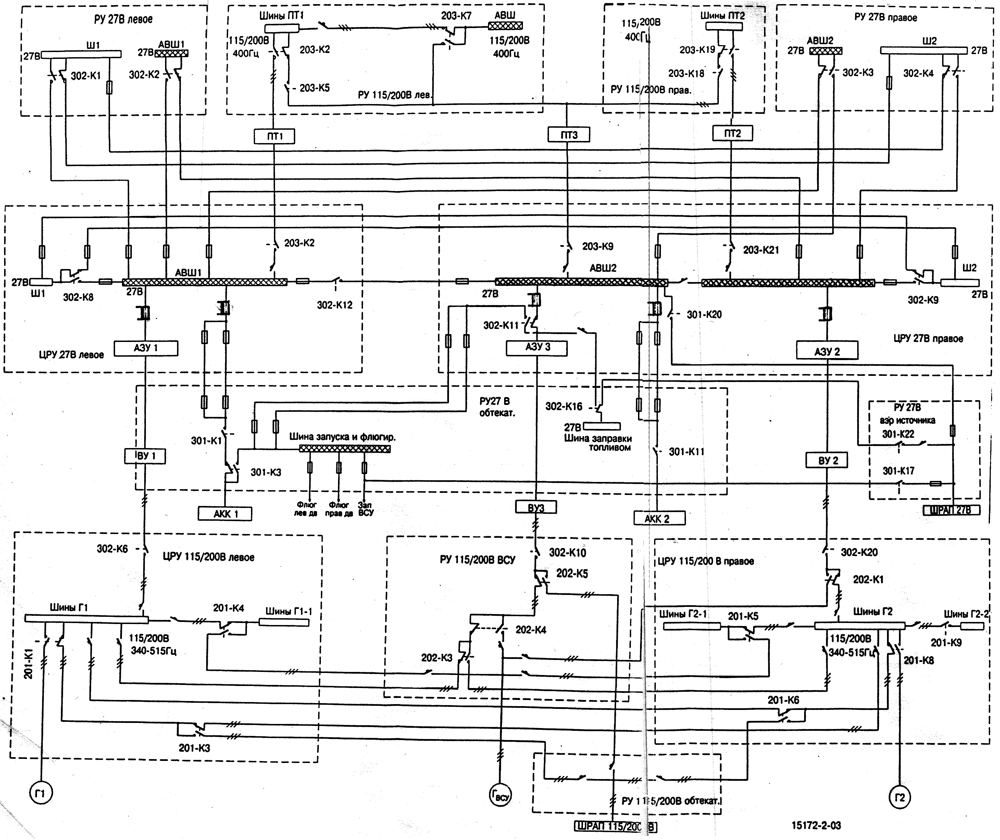 РУ 27В левое
Ш1
27В
АВШ1
27В
302-К1
302-К2
Шины ПТ1
203-К7
АВШ
115/200В
400Гц
203-К2
115/200В
400Гц
203-К5
РУ 115/200В лев.
115/200В
400Гц
Шины ПТ2
203-К19
203-К18
РУ 115/200В прав.
РУ 27В правое
АВШ2
27В
Ш2
27В
302-К3
302-К4
ПТ1
ПТ3
ПТ2
203-К2
203-К9
203-К21
27В
Ш1
302-К8
АВШ1
27В
302-К12
АВШ2
27В
Ш2
27В
302-К9
302-К11
301-К20
АЗУ 1
ЦРУ 27В левое
АЗУ 3
АЗУ 2
ЦРУ 27В правое
РУ27 В
обтекат.
302-К16
27В
Шина заправки
топливом
РУ 27В
аэр источника
301-К22
301-К17
301-К1
Шина запуска и флюгир.
301-К11
ВУ 1
301-К3
ВУ 2
Флюг
лев дв
Флюг
прав дв
Зап
ВСУ
АКК 1
ВУ3
АКК 2
ШРАП 27В
302-К6
ЦРУ 115/200В левое
РУ 115/200В ВСУ
302-К10
202-К5
ЦРУ 115/200 В правое
302-К20
202-К1
Шины Г1
201-К4
Шины Г1-1
115/200В
340-515Гц
201-К1
202-К4
202-К3
Шины Г2-1
201-К5
Шины Г2
Шины Г2-2
115/200В
340-515Гц
201-К9
201-К8
201-К6
201-К3
Г1
ГВСУ
Г2
РУ 115/200В обтекат.
ШРАП 115/200В
15172-2-03